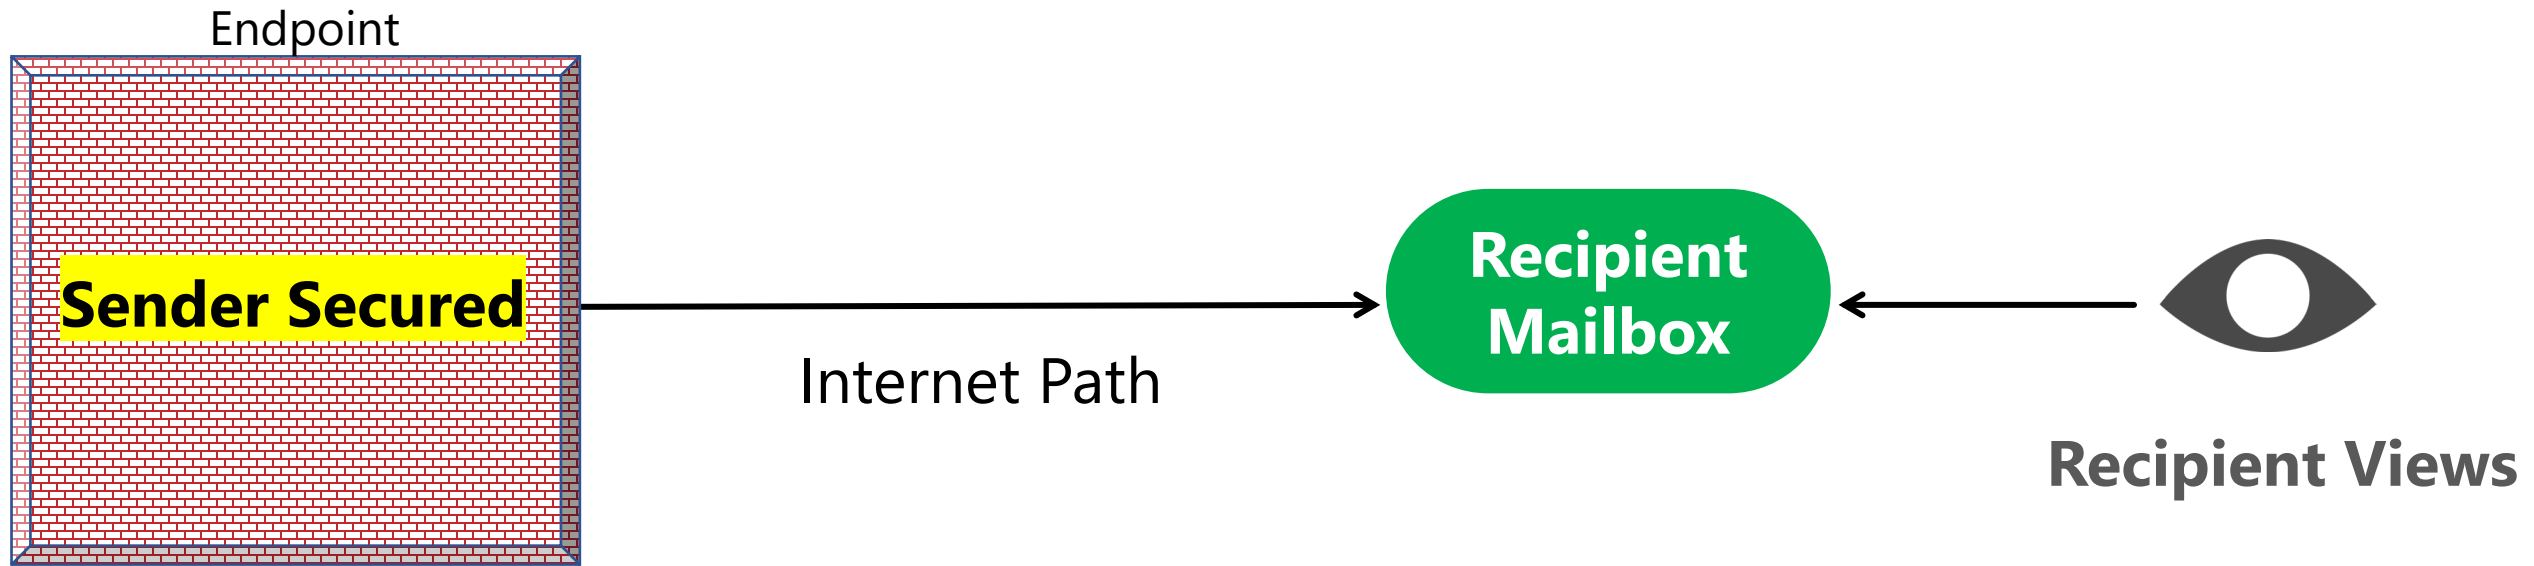 Endpoint
Sender Secured
Internet Path
Recipient
Mailbox
Recipient Views